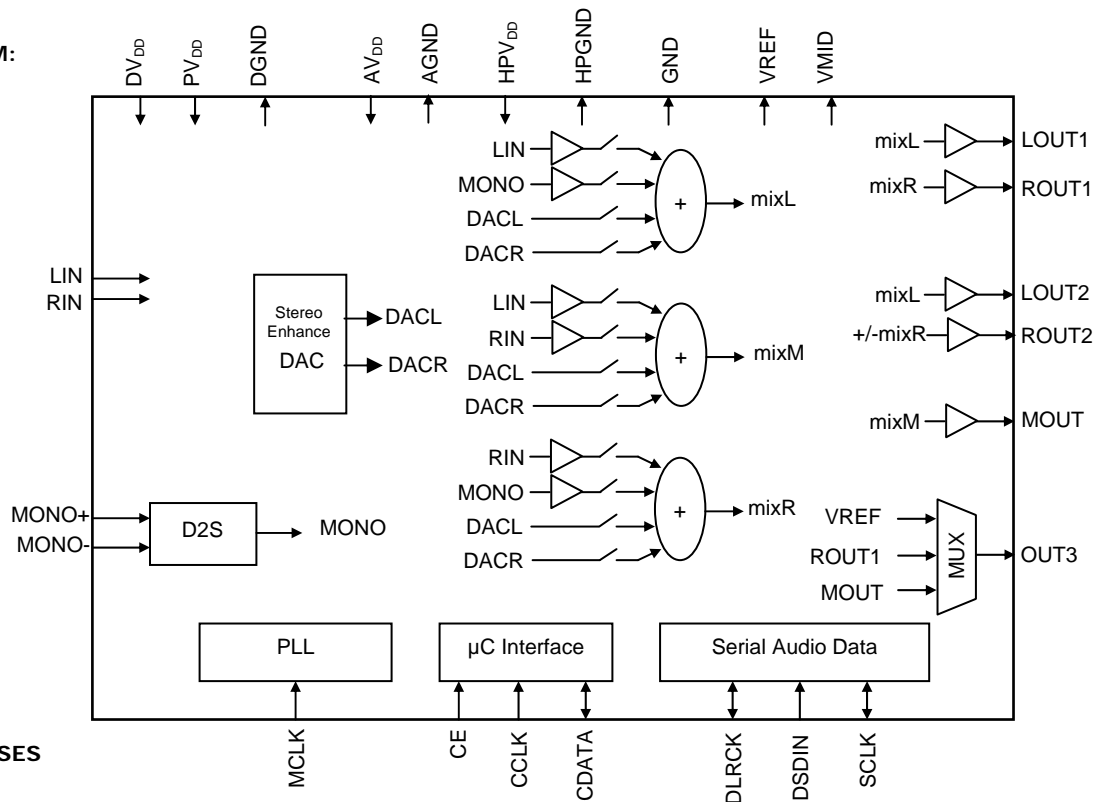 M:
DVDD
PVDD
DGND
AVDD
AGND
HPVDD
HPGND
GND
VREF
VMID
LIN
MONO
DACL
DACR
+
mixL
mixL
LOUT1
mixR
ROUT1
LIN
RIN
Stereo
Enhance
DAC
DACL
DACR
LIN
RIN
DACL
DACR
+
mixM
mixL
LOUT2
+/-mixR
ROUT2
mixM
MOUT
MONO+
MONO-
D2S
MONO
RIN
MONO
DACL
DACR
+
mixR
VREF
ROUT1
MOUT
MUX
OUT3
PLL
µC Interface
Serial Audio Data
MCLK
CE
CCLK
CDATA
DLRCK
DSDIN
SCLK
SES